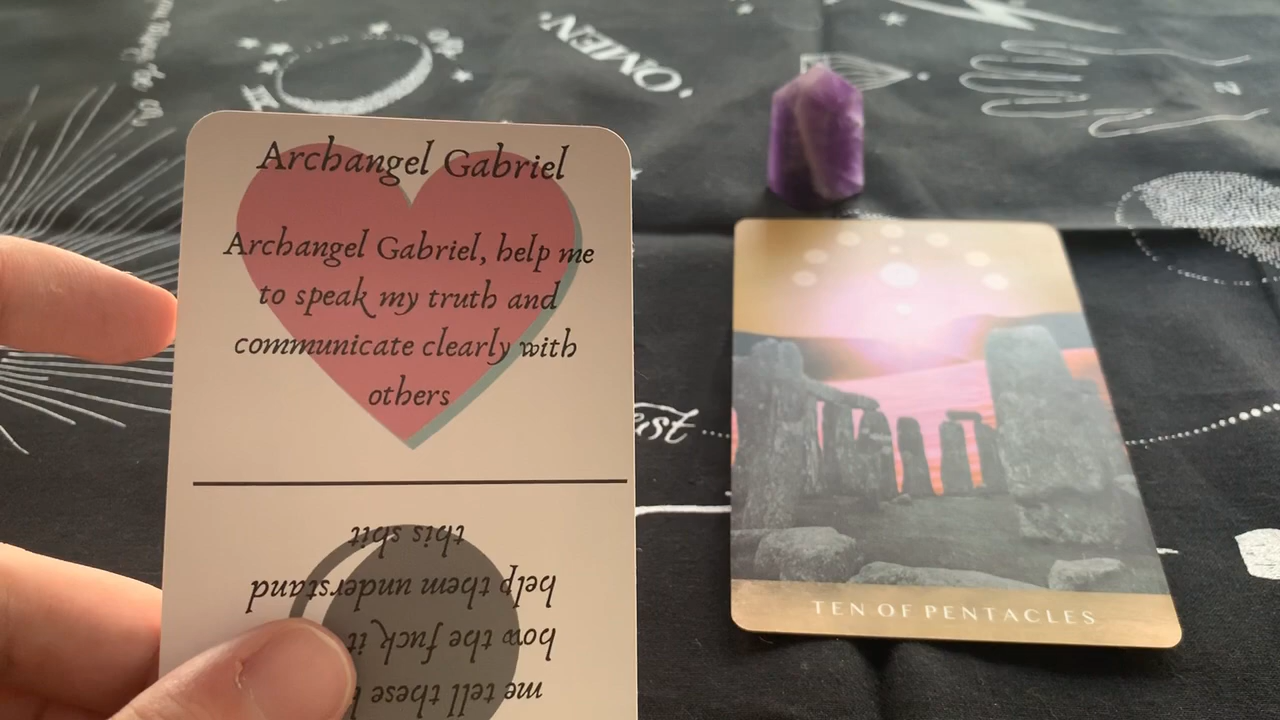 Archangel Gabriel
Archangel Gabriel, help me
to speak my truth and
communicate clearly with
others
me tell these
how the fuck it
help them understand
this shit
TEN OF PENTACLES
'OMEN'